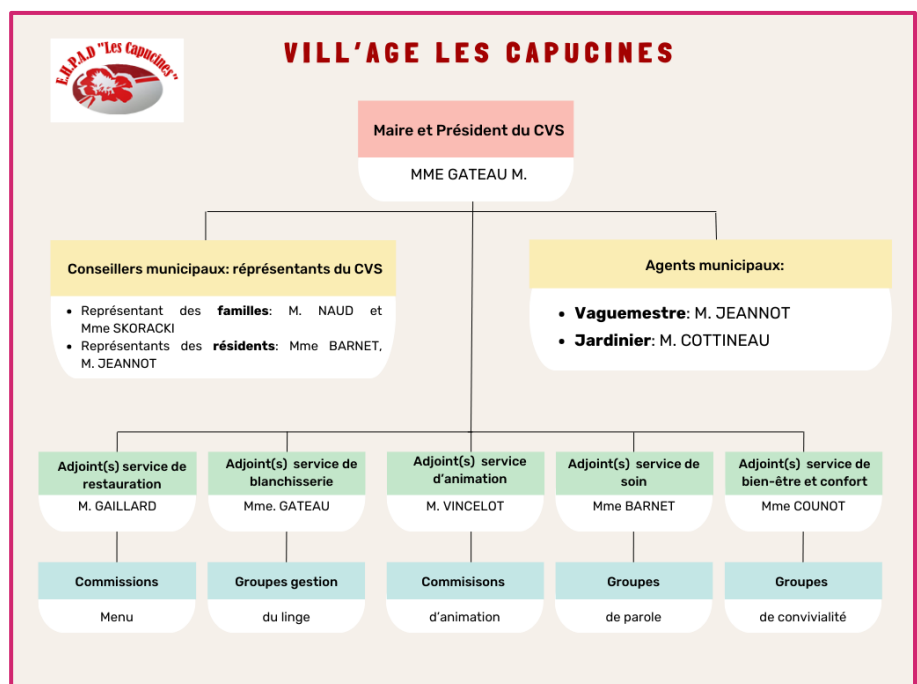 E.H.P.A.D "Les Capucines"
VILL'AGE LES CAPUCINES
Maire et Président du CVS
MME GATEAU M.
Conseillers municipaux: réprésentants du CVS
• Représentant des familles: M. NAUD et
Mme SKORACKI
• Représentants des résidents: Mme BARNET,
M. JEANNOT
Agents municipaux:
• Vaguemestre: M. JEANNOT
• Jardinier: M. COTTINEAU
Adjoint(s) service de
restauration
M. GAILLARD
Adjoint(s) service de
blanchisserie
Mme. GATEAU
Adjoint(s) service
d'animation
M. VINCELOT
Adjoint(s) service de
soin
Mme BARNET
Adjoint(s) service de
bien-être et confort
Mme COUNOT
Commissions
Menu
Groupes gestion
du linge
Commisisons
d'animation
Groupes
de parole
Groupes
de convivialité